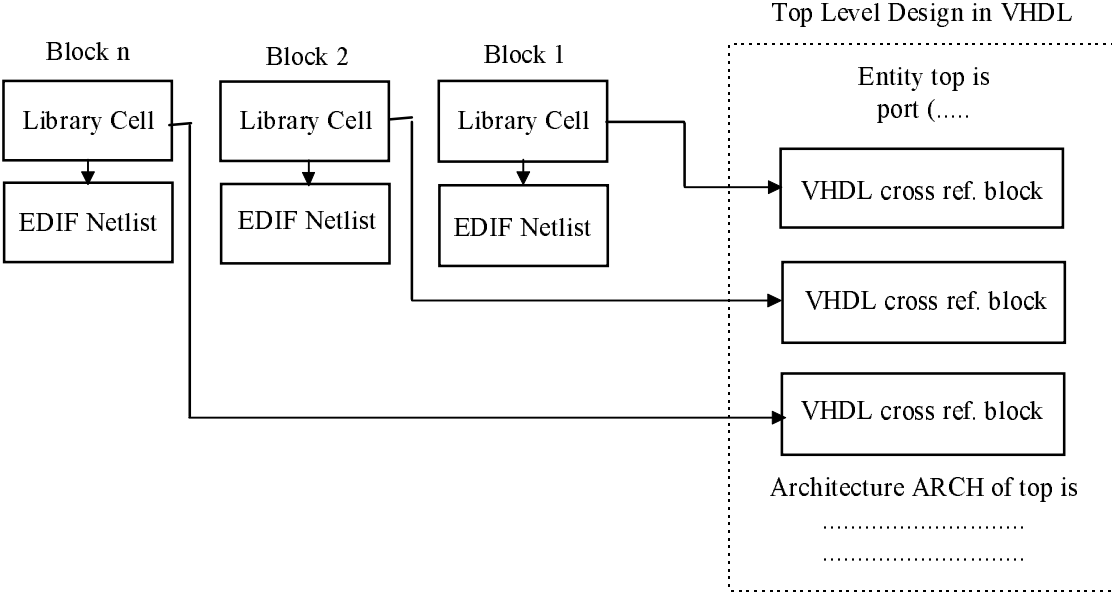 Top Level Design in VHDL
Block n
Block 2
Block 1
Library Cell
Library Cell
Library Cell
EDIF Netlist
EDIF Netlist
EDIF Netlist
Entity top is
port (.....
VHDL cross ref. block
VHDL cross ref. block
VHDL cross ref. block
Architecture ARCH of top is
.............................
.............................